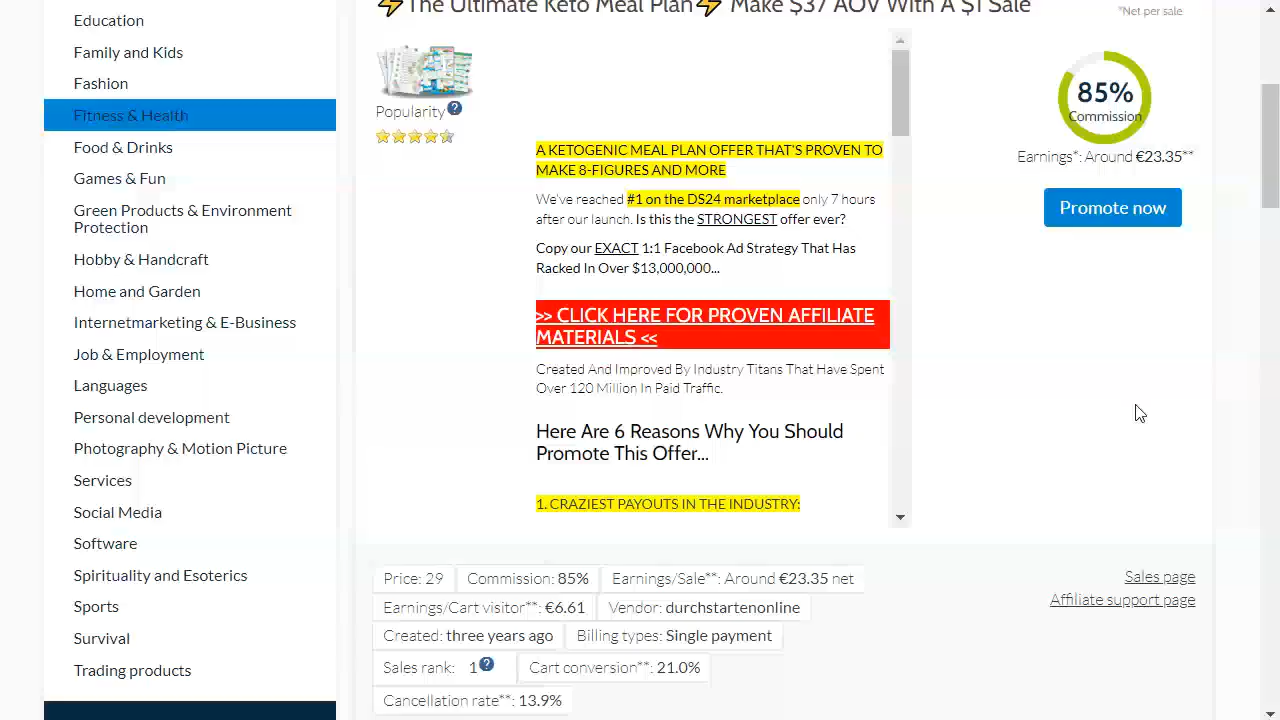 Education
Family and Kids
Fashion
Fitness & Health
Food & Drinks
Games & Fun
Green Products & Environment
Protection
Hobby & Handcraft
Home and Garden
Internetmarketing & E-Business
Job & Employment
Languages
Personal development
Photography & Motion Picture
Services
Social Media
Software
Spirituality and Esoterics
Sports
Survival
Trading products
⚡The Ultimate Keto Meal Plan⚡ Make $37 AOV With A $1 Sale
*Net per sale
Popularity ?
A KETOGENIC MEAL PLAN OFFER THAT'S PROVEN TO
MAKE 8-FIGURES AND MORE
We've reached #1 on the DS24 marketplace only 7 hours
after our launch. Is this the STRONGEST offer ever?
Copy our EXACT 1:1 Facebook Ad Strategy That Has
Racked In Over $13,000,000...
>> CLICK HERE FOR PROVEN AFFILIATE
MATERIALS <<
Created And Improved By Industry Titans That Have Spent
Over 120 Million In Paid Traffic.
Here Are 6 Reasons Why You Should
Promote This Offer...
1. CRAZIEST PAYOUTS IN THE INDUSTRY:
85%
Commission
Earnings*: Around €23.35**
Promote now
Price: 29 Commission: 85% Earnings/Sale**: Around €23.35 net
Earnings/Cart visitor**: €6.61 Vendor: durchstartenonline
Created: three years ago Billing types: Single payment
Sales rank: 1 ? Cart conversion**: 21.0%
Cancellation rate**: 13.9%
Sales page
Affiliate support page